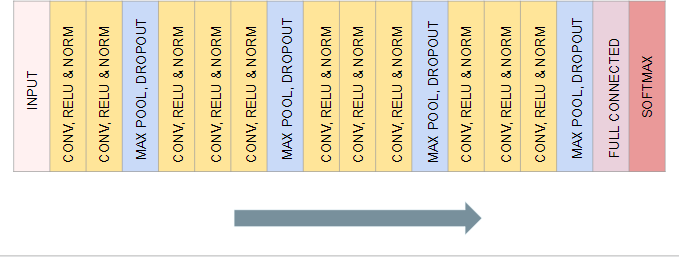 INPUT
CONV, RELU & NORM
CONV, RELU & NORM
MAX POOL, DROPOUT
CONV, RELU & NORM
CONV, RELU & NORM
CONV, RELU & NORM
MAX POOL, DROPOUT
CONV, RELU & NORM
CONV, RELU & NORM
CONV, RELU & NORM
MAX POOL, DROPOUT
CONV, RELU & NORM
CONV, RELU & NORM
CONV, RELU & NORM
MAX POOL, DROPOUT
FULL CONNECTED
SOFTMAX